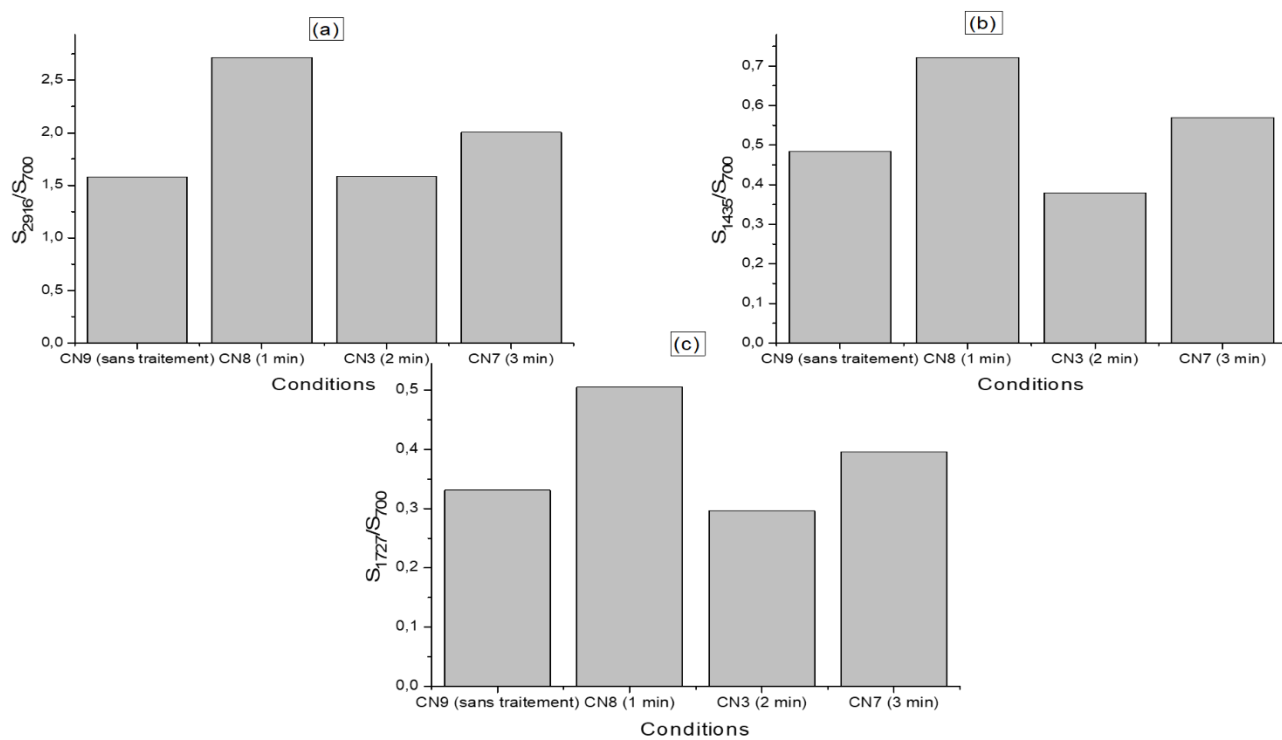 (a)
2,5
2,0
1,5
1,0
0,5
0,0
S2916/S700
CN9 (sans traitement) CN8 (1 min) CN3 (2 min) CN7 (3 min)
Conditions
(b)
0,7
0,6
0,5
0,4
0,3
0,2
0,1
0,0
S1435/S700
CN9 (sans traitement) CN8 (1 min) CN3 (2 min) CN7 (3 min)
Conditions
(c)
0,5
0,4
0,3
0,2
0,1
0,0
S1727/S700
CN9 (sans traitement) CN8 (1 min) CN3 (2 min) CN7 (3 min)
Conditions